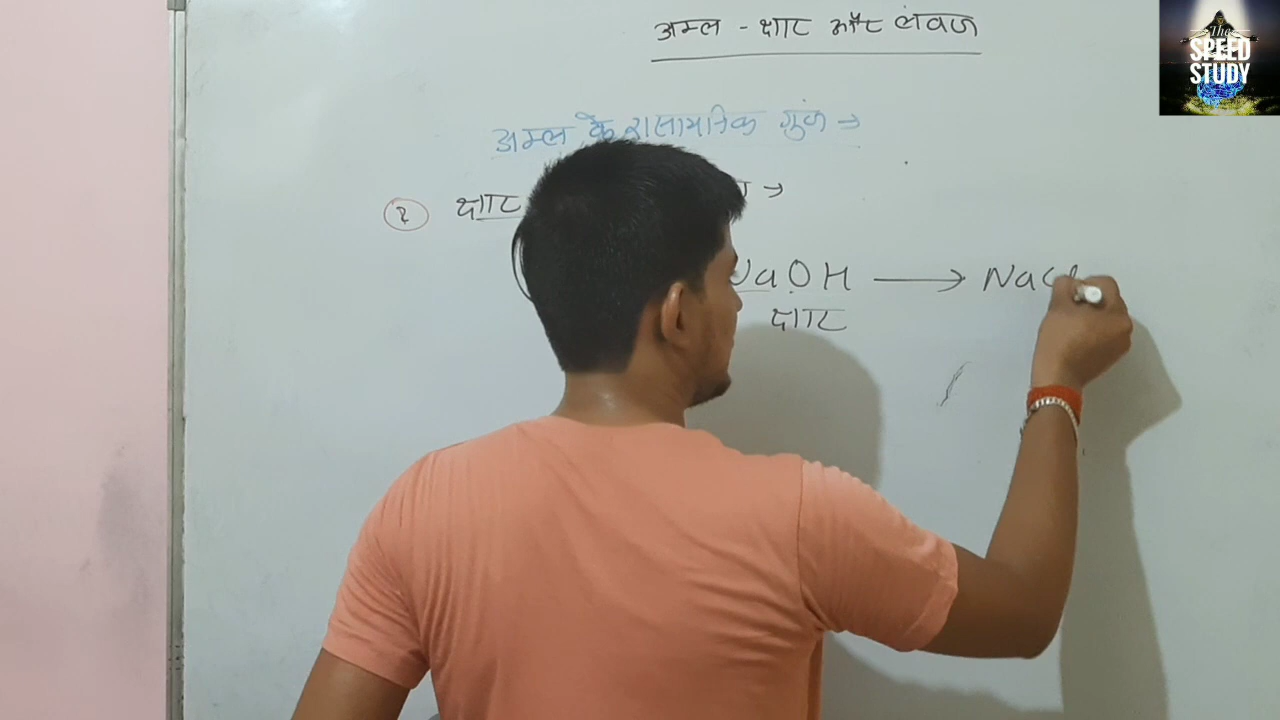 अम्ल - क्षार और लवण
The
SPEED
STUDY
अम्ल के रासायनिक गुण →
२ क्षार →
NaOH ⟶ NaCl
क्षार